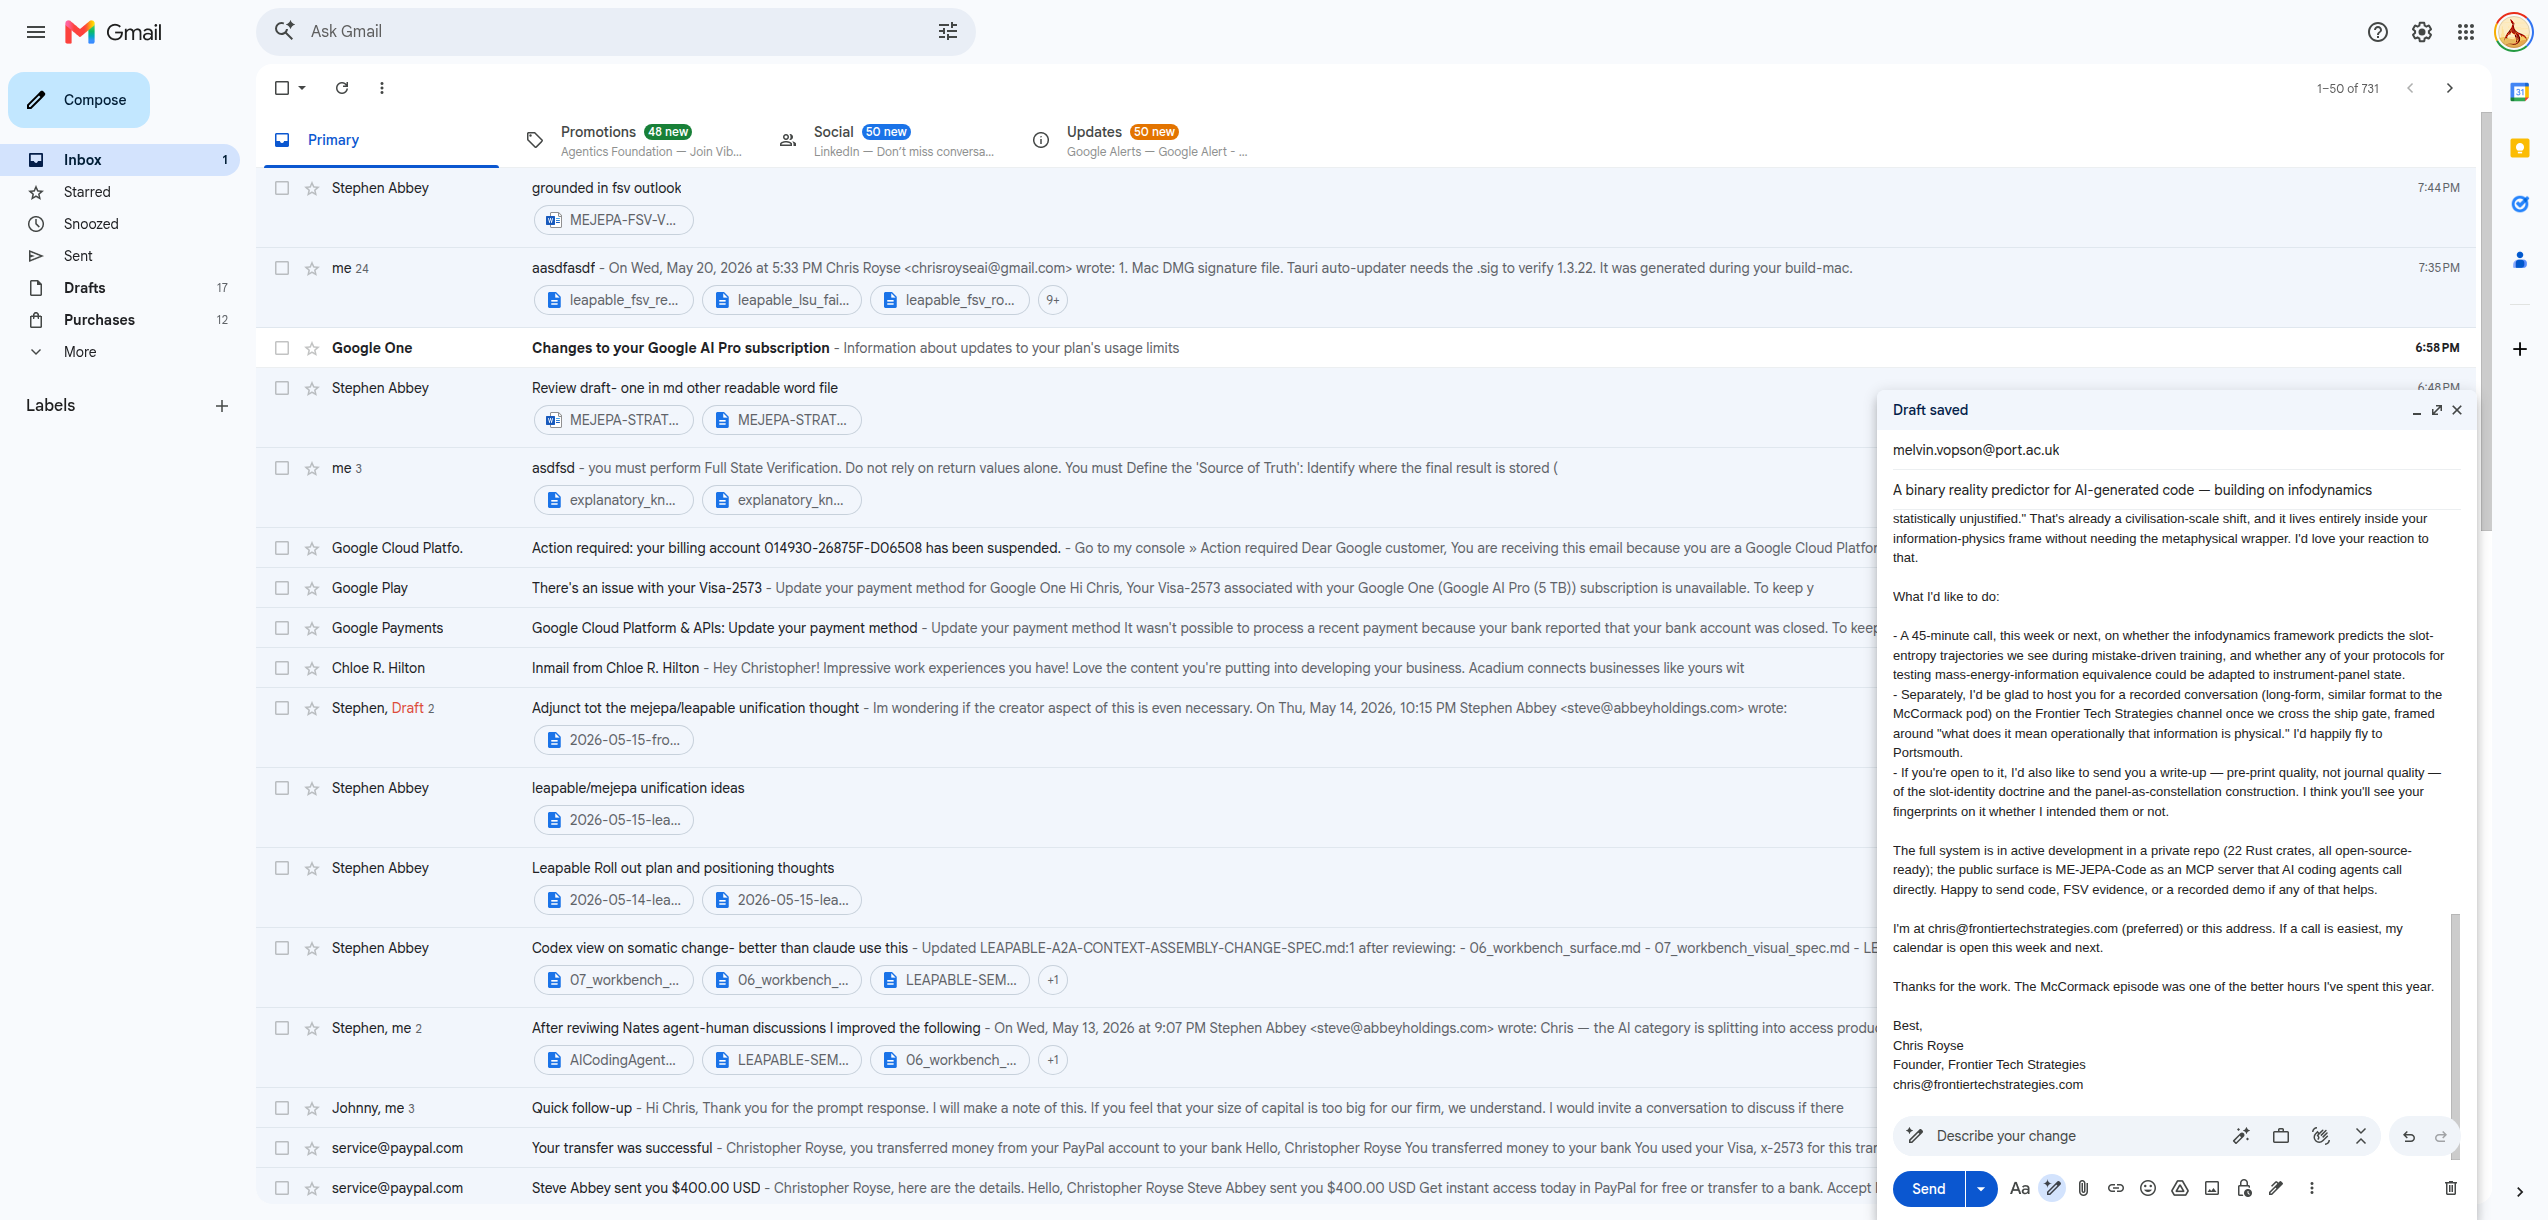 Gmail
Ask Gmail
Compose
Inbox 1
Starred
Snoozed
Sent
Drafts 17
Purchases 12
More
Labels
1–50 of 731
Primary
Promotions 48 new
Agentics Foundation — Join Vib...
Social 50 new
LinkedIn — Don't miss conversa...
Updates 50 new
Google Alerts — Google Alert - ...
Stephen Abbey grounded in fsv outlook 7:44 PM
MEJEPA-FSV-V...
me 24 aasdfasdf - On Wed, May 20, 2026 at 5:33 PM Chris Royse <chrisroyseai@gmail.com> wrote: 1. Mac DMG signature file. Tauri auto-updater needs the .sig to verify 1.3.22. It was generated during your build-mac. 7:35 PM
leapable_fsv_re... leapable_lsu_fai... leapable_fsv_ro... 9+
Google One Changes to your Google AI Pro subscription - Information about updates to your plan's usage limits 6:58 PM
Stephen Abbey Review draft- one in md other readable word file 6:48 PM
MEJEPA-STRAT... MEJEPA-STRAT...
me 3 asdfsd - you must perform Full State Verification. Do not rely on return values alone. You must Define the 'Source of Truth': Identify where the final result is stored (
explanatory_kn... explanatory_kn...
Google Cloud Platfo. Action required: your billing account 014930-26875F-D06508 has been suspended. - Go to my console » Action required Dear Google customer, You are receiving this email because you are a Google Cloud Platfor
Google Play There's an issue with your Visa-2573 - Update your payment method for Google One Hi Chris, Your Visa-2573 associated with your Google One (Google AI Pro (5 TB)) subscription is unavailable. To keep y
Google Payments Google Cloud Platform & APIs: Update your payment method - Update your payment method It wasn't possible to process a recent payment because your bank reported that your bank account was closed. To keep
Chloe R. Hilton Inmail from Chloe R. Hilton - Hey Christopher! Impressive work experiences you have! Love the content you're putting into developing your business. Acadium connects businesses like yours wit
Stephen, Draft 2 Adjunct tot the mejepa/leapable unification thought - Im wondering if the creator aspect of this is even necessary. On Thu, May 14, 2026, 10:15 PM Stephen Abbey <steve@abbeyholdings.com> wrote:
2026-05-15-fro...
Stephen Abbey leapable/mejepa unification ideas
2026-05-15-lea...
Stephen Abbey Leapable Roll out plan and positioning thoughts
2026-05-14-lea... 2026-05-15-lea...
Stephen Abbey Codex view on somatic change- better than claude use this - Updated LEAPABLE-A2A-CONTEXT-ASSEMBLY-CHANGE-SPEC.md:1 after reviewing: - 06_workbench_surface.md - 07_workbench_visual_spec.md - LE
07_workbench_... 06_workbench_... LEAPABLE-SEM... +1
Stephen, me 2 After reviwing Nates agent-human discussions I improved the following - On Wed, May 13, 2026 at 9:07 PM Stephen Abbey <steve@abbeyholdings.com> wrote: Chris — the AI category is splitting into access produ
AICodingAgent... LEAPABLE-SEM... 06_workbench_... +1
Johnny, me 3 Quick follow-up - Hi Chris, Thank you for the prompt response. I will make a note of this. If you feel that your size of capital is too big for our firm, we understand. I would invite a conversation to discuss if there
service@paypal.com Your transfer was successful - Christopher Royse, you transferred money from your PayPal account to your bank Hello, Christopher Royse You transferred money to your bank You used your Visa, x-2573 for this tran
service@paypal.com Steve Abbey sent you $400.00 USD - Christopher Royse, here are the details. Hello, Christopher Royse Steve Abbey sent you $400.00 USD Get instant access today in PayPal for free or transfer to a bank. Accept
Draft saved
melvin.vopson@port.ac.uk
A binary reality predictor for AI-generated code — building on infodynamics
statistically unjustified." That's already a civilisation-scale shift, and it lives entirely inside your
information-physics frame without needing the metaphysical wrapper. I'd love your reaction to
that.
What I'd like to do:
- A 45-minute call, this week or next, on whether the infodynamics framework predicts the slot-
entropy trajectories we see during mistake-driven training, and whether any of your protocols for
testing mass-energy-information equivalence could be adapted to instrument-panel state.
- Separately, I'd be glad to host you for a recorded conversation (long-form, similar format to the
McCormack pod) on the Frontier Tech Strategies channel once we cross the ship gate, framed
around "what does it mean operationally that information is physical." I'd happily fly to
Portsmouth.
- If you're open to it, I'd also like to send you a write-up — pre-print quality, not journal quality —
of the slot-identity doctrine and the panel-as-constellation construction. I think you'll see your
fingerprints on it whether I intended them or not.
The full system is in active development in a private repo (22 Rust crates, all open-source-
ready); the public surface is ME-JEPA-Code as an MCP server that AI coding agents call
directly. Happy to send code, FSV evidence, or a recorded demo if any of that helps.
I'm at chris@frontiertechstrategies.com (preferred) or this address. If a call is easiest, my
calendar is open this week and next.
Thanks for the work. The McCormack episode was one of the better hours I've spent this year.
Best,
Chris Royse
Founder, Frontier Tech Strategies
chris@frontiertechstrategies.com
Describe your change
Send
Aa
31